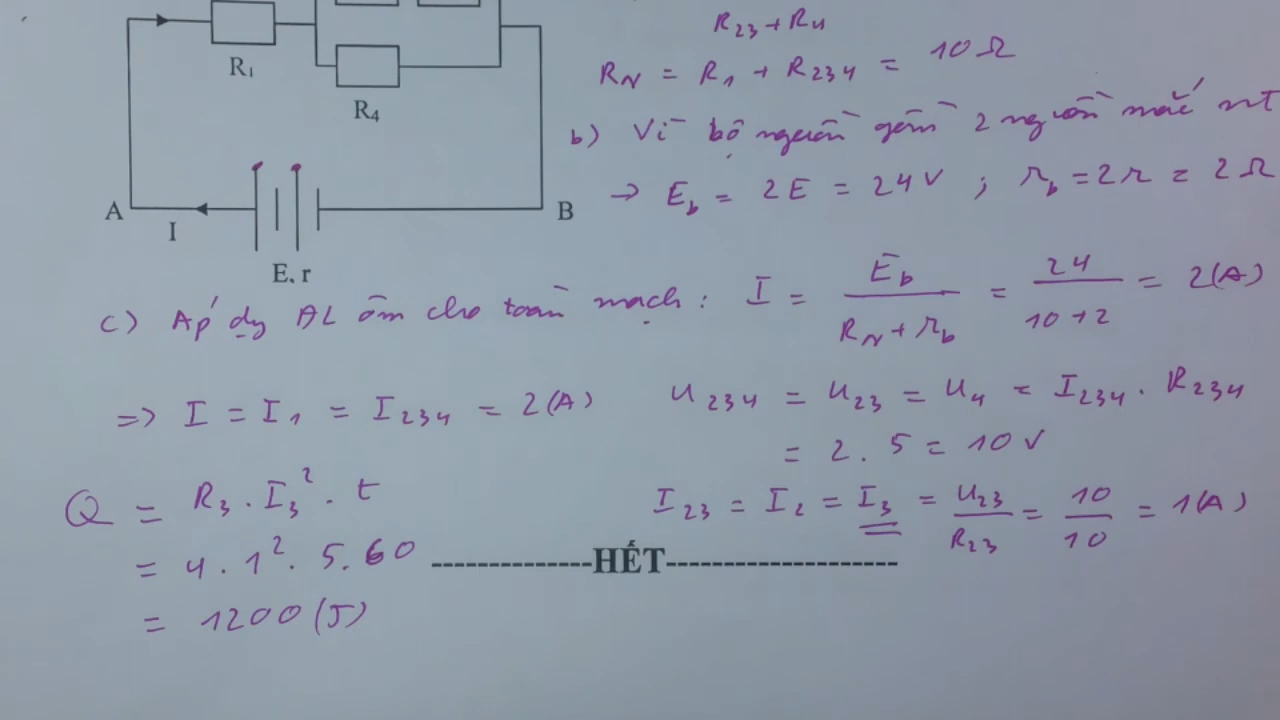 R₁
R₄
A
I
B
E, r
R₂₃ + R₄
R_N = R₁ + R₂₃₄ = 10 Ω
b) Vì bộ nguồn gồm 2 nguồn mắc nt
→ E_b = 2E = 24V ; r_b = 2r = 2 Ω
c) Áp dụ ĐL ôm cho toàn mạch: I = E_b / (R_N + r_b) = 24 / (10 + 2) = 2(A)
=> I = I₁ = I₂₃₄ = 2(A)
U₂₃₄ = U₂₃ = U₄ = I₂₃₄ . R₂₃₄
= 2 . 5 = 10 V
I₂₃ = I₂ = I₃ = U₂₃ / R₂₃ = 10 / 10 = 1(A)
Q = R₃ . I₃² . t
= 4 . 1² . 5 . 60
= 1200 (J)
-------------HẾT-------------------